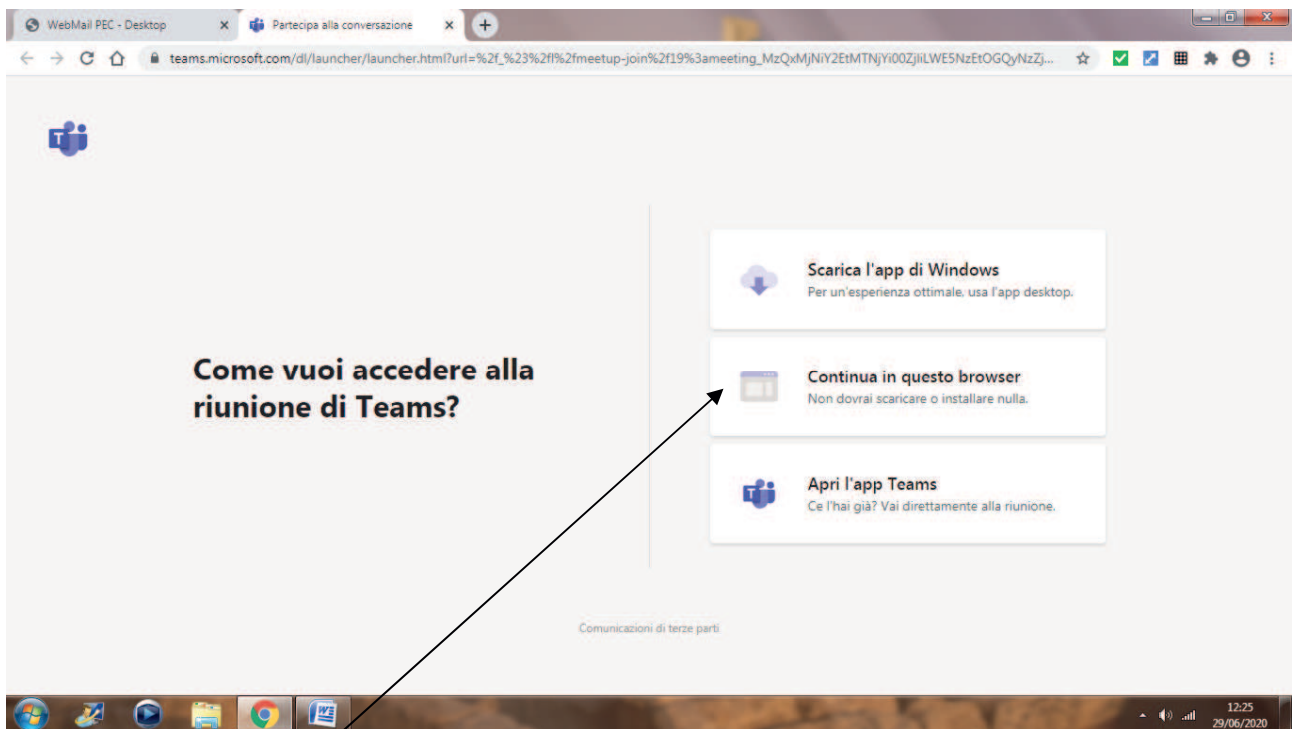 WebMail PEC - Desktop
Partecipa alla conversazione
teams.microsoft.com/dl/launcher/launcher.html?url=%2f_%23%2fl%2fmeetup-join%2f19%3ameeting_MzQxMjNiY2EtMTNjYi00ZjliLWE5NzEtOGQyNzZj...
T
Scarica l'app di Windows
Per un'esperienza ottimale, usa l'app desktop.
Come vuoi accedere alla
riunione di Teams?
Continua in questo browser
Non dovrai scaricare o installare nulla.
T
Apri l'app Teams
Ce l'hai già? Vai direttamente alla riunione.
Comunicazioni di terze parti
12:25
29/06/2020